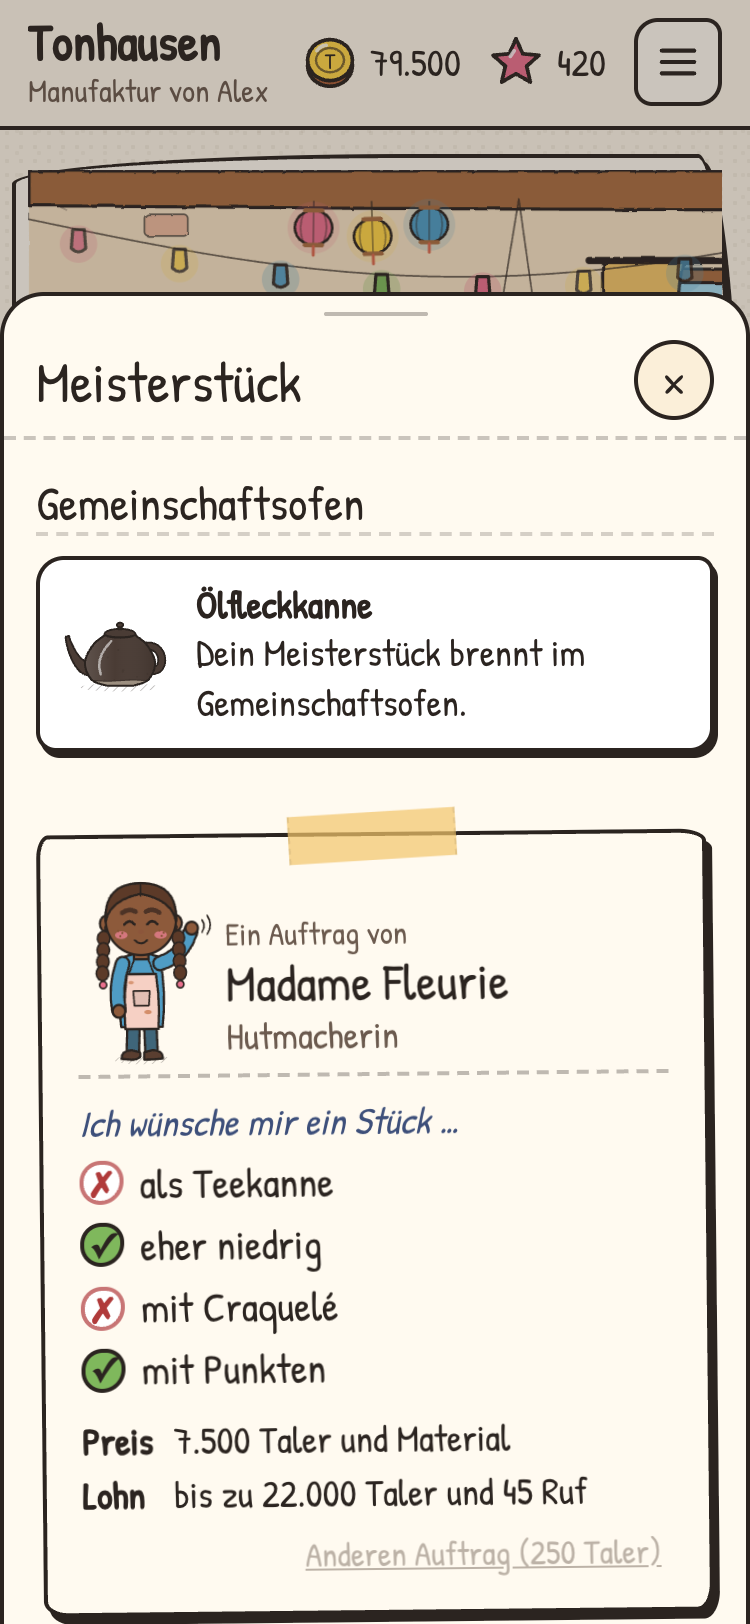 Tonhausen
Manufaktur von Alex
T
79.500
420
Meisterstück
×
Gemeinschaftsofen
Ölfleckkanne
Dein Meisterstück brennt im
Gemeinschaftsofen.
Ein Auftrag von
Madame Fleurie
Hutmacherin
Ich wünsche mir ein Stück ...
✗ als Teekanne
✓ eher niedrig
✗ mit Craquelé
✓ mit Punkten
Preis 7.500 Taler und Material
Lohn bis zu 22.000 Taler und 45 Ruf
Anderen Auftrag (250 Taler)